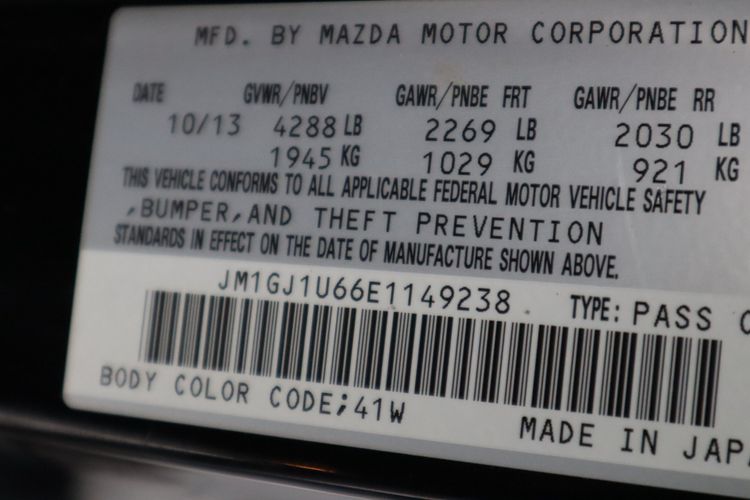 MFD. BY MAZDA MOTOR CORPORATION
DATE GVWR/PNBV GAWR/PNBE FRT GAWR/PNBE RR
10/13 4288 LB 2269 LB 2030 LB
1945 KG 1029 KG 921 KG
THIS VEHICLE CONFORMS TO ALL APPLICABLE FEDERAL MOTOR VEHICLE SAFETY
,BUMPER,AND THEFT PREVENTION
STANDARDS IN EFFECT ON THE DATE OF MANUFACTURE SHOWN ABOVE.
JM1GJ1U66E1149238 TYPE: PASS C
BODY COLOR CODE;41W
MADE IN JAPA